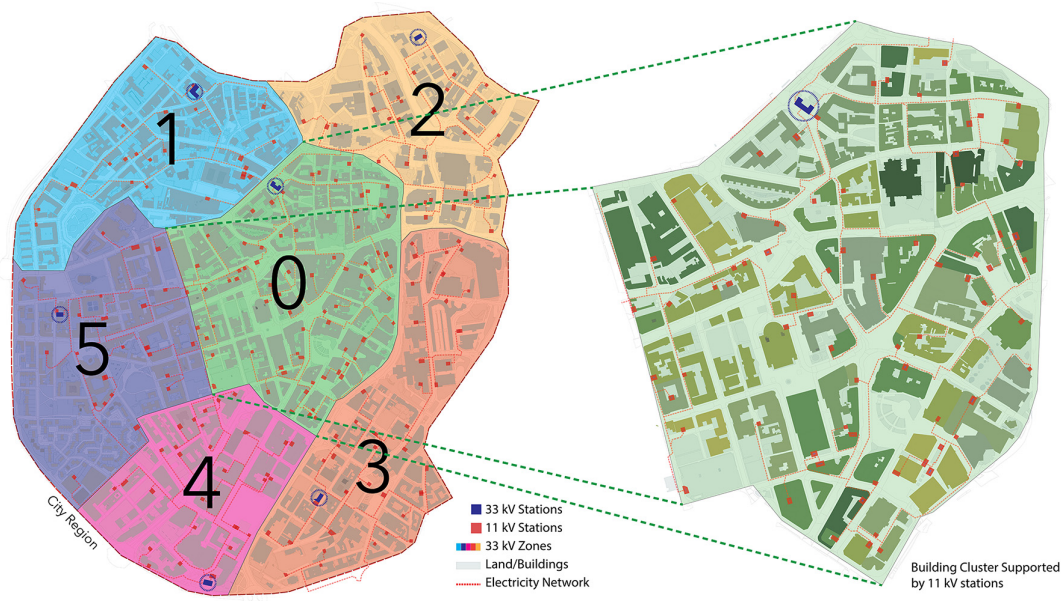 1
2
0
5
4
3
City Region
33 kV Stations
11 kV Stations
33 kV Zones
Land/Buildings
Electricity Network
Building Cluster Supported
by 11 kV stations